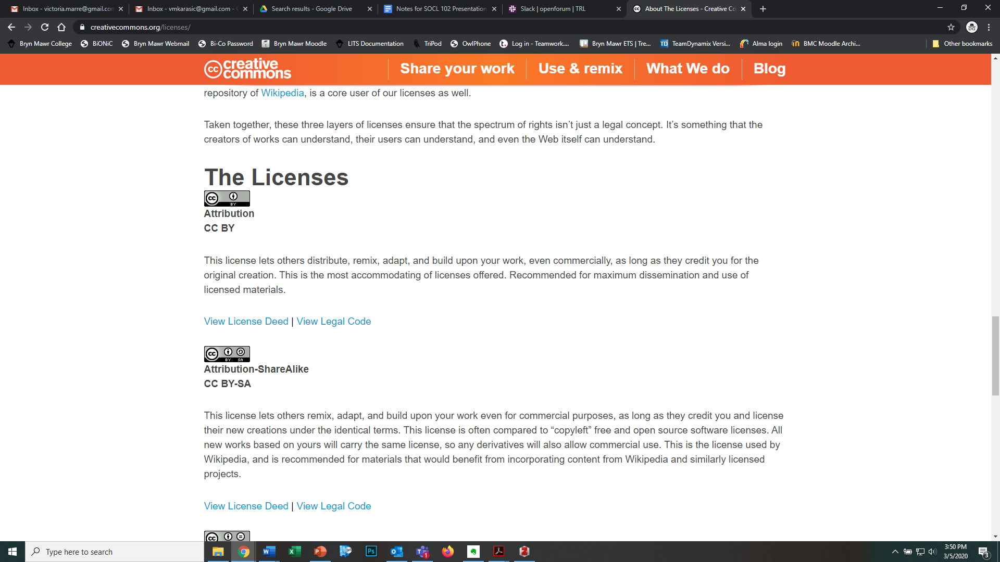 Inbox - victoria.marre@gmail.con
Inbox - vmkarasic@gmail.com -
Search results - Google Drive
Notes for SOCL 102 Presentation
Slack | openforum | TRL
About The Licenses - Creative Co
creativecommons.org/licenses/
Bryn Mawr College
BiONiC
Bryn Mawr Webmail
Bi-Co Password
Bryn Mawr Moodle
LITS Documentation
TriPod
OwlPhone
Log in - Teamwork....
Bryn Mawr ETS | Tre...
TD
TeamDynamix Versi...
Alma login
BMC Moodle Archi...
Other bookmarks
cc creative commons
Share your work
Use & remix
What We do
Blog
repository of Wikipedia, is a core user of our licenses as well.
Taken together, these three layers of licenses ensure that the spectrum of rights isn’t just a legal concept. It’s something that the
creators of works can understand, their users can understand, and even the Web itself can understand.
The Licenses
cc BY
Attribution
CC BY
This license lets others distribute, remix, adapt, and build upon your work, even commercially, as long as they credit you for the
original creation. This is the most accommodating of licenses offered. Recommended for maximum dissemination and use of
licensed materials.
View License Deed | View Legal Code
cc BY SA
Attribution-ShareAlike
CC BY-SA
This license lets others remix, adapt, and build upon your work even for commercial purposes, as long as they credit you and license
their new creations under the identical terms. This license is often compared to “copyleft” free and open source software licenses. All
new works based on yours will carry the same license, so any derivatives will also allow commercial use. This is the license used by
Wikipedia, and is recommended for materials that would benefit from incorporating content from Wikipedia and similarly licensed
projects.
View License Deed | View Legal Code
cc
Type here to search
Ps
1
3:50 PM
3/5/2020
3